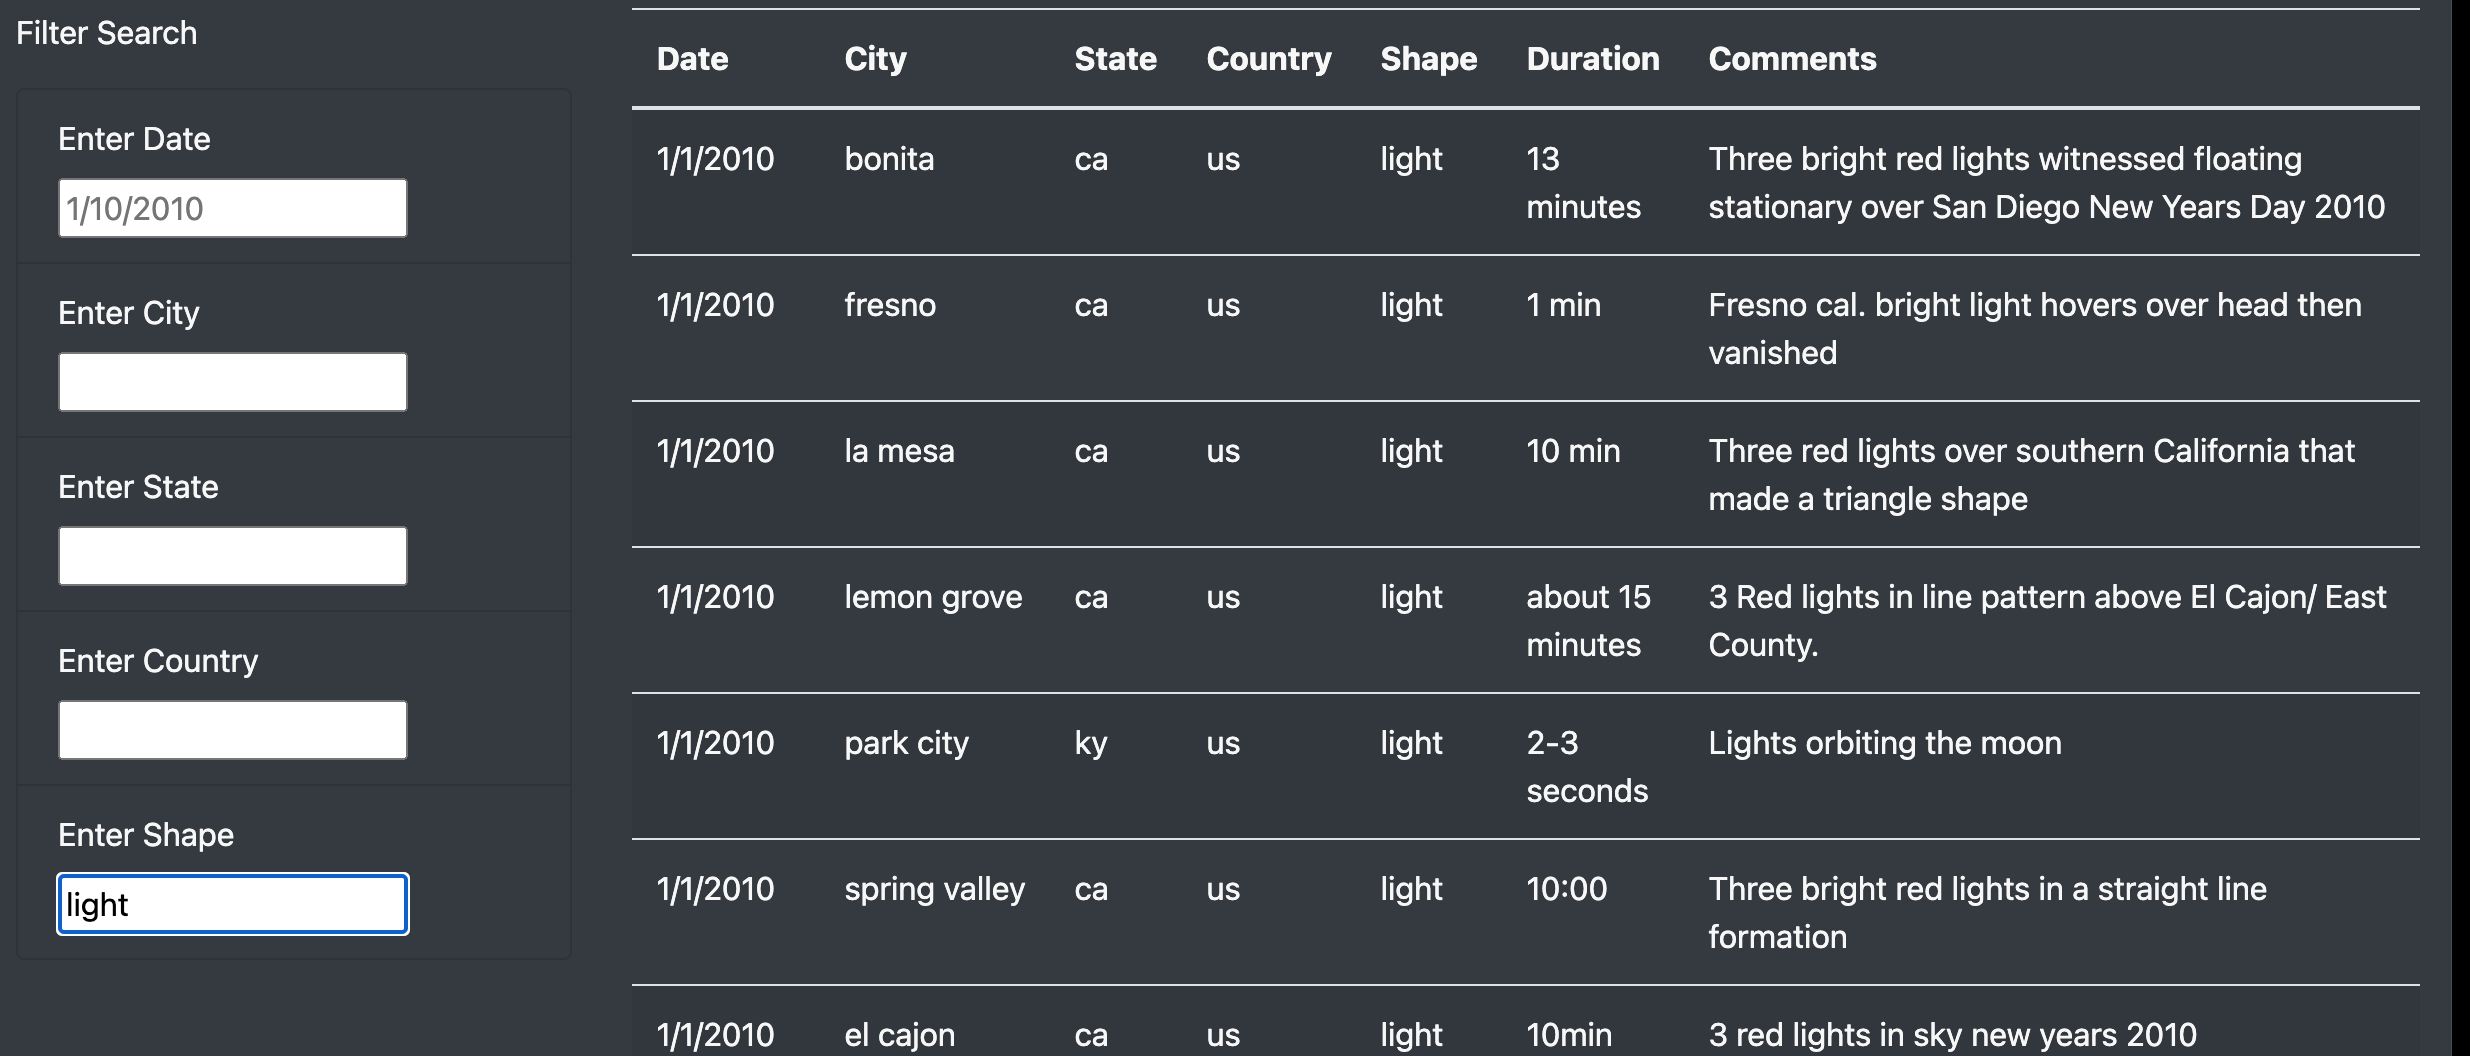 Filter Search
Enter Date
1/10/2010
Enter City
Enter State
Enter Country
Enter Shape
light
Date City State Country Shape Duration Comments
1/1/2010 bonita ca us light 13 minutes Three bright red lights witnessed floating stationary over San Diego New Years Day 2010
1/1/2010 fresno ca us light 1 min Fresno cal. bright light hovers over head then vanished
1/1/2010 la mesa ca us light 10 min Three red lights over southern California that made a triangle shape
1/1/2010 lemon grove ca us light about 15 minutes 3 Red lights in line pattern above El Cajon/ East County.
1/1/2010 park city ky us light 2-3 seconds Lights orbiting the moon
1/1/2010 spring valley ca us light 10:00 Three bright red lights in a straight line formation
1/1/2010 el cajon ca us light 10min 3 red lights in sky new years 2010